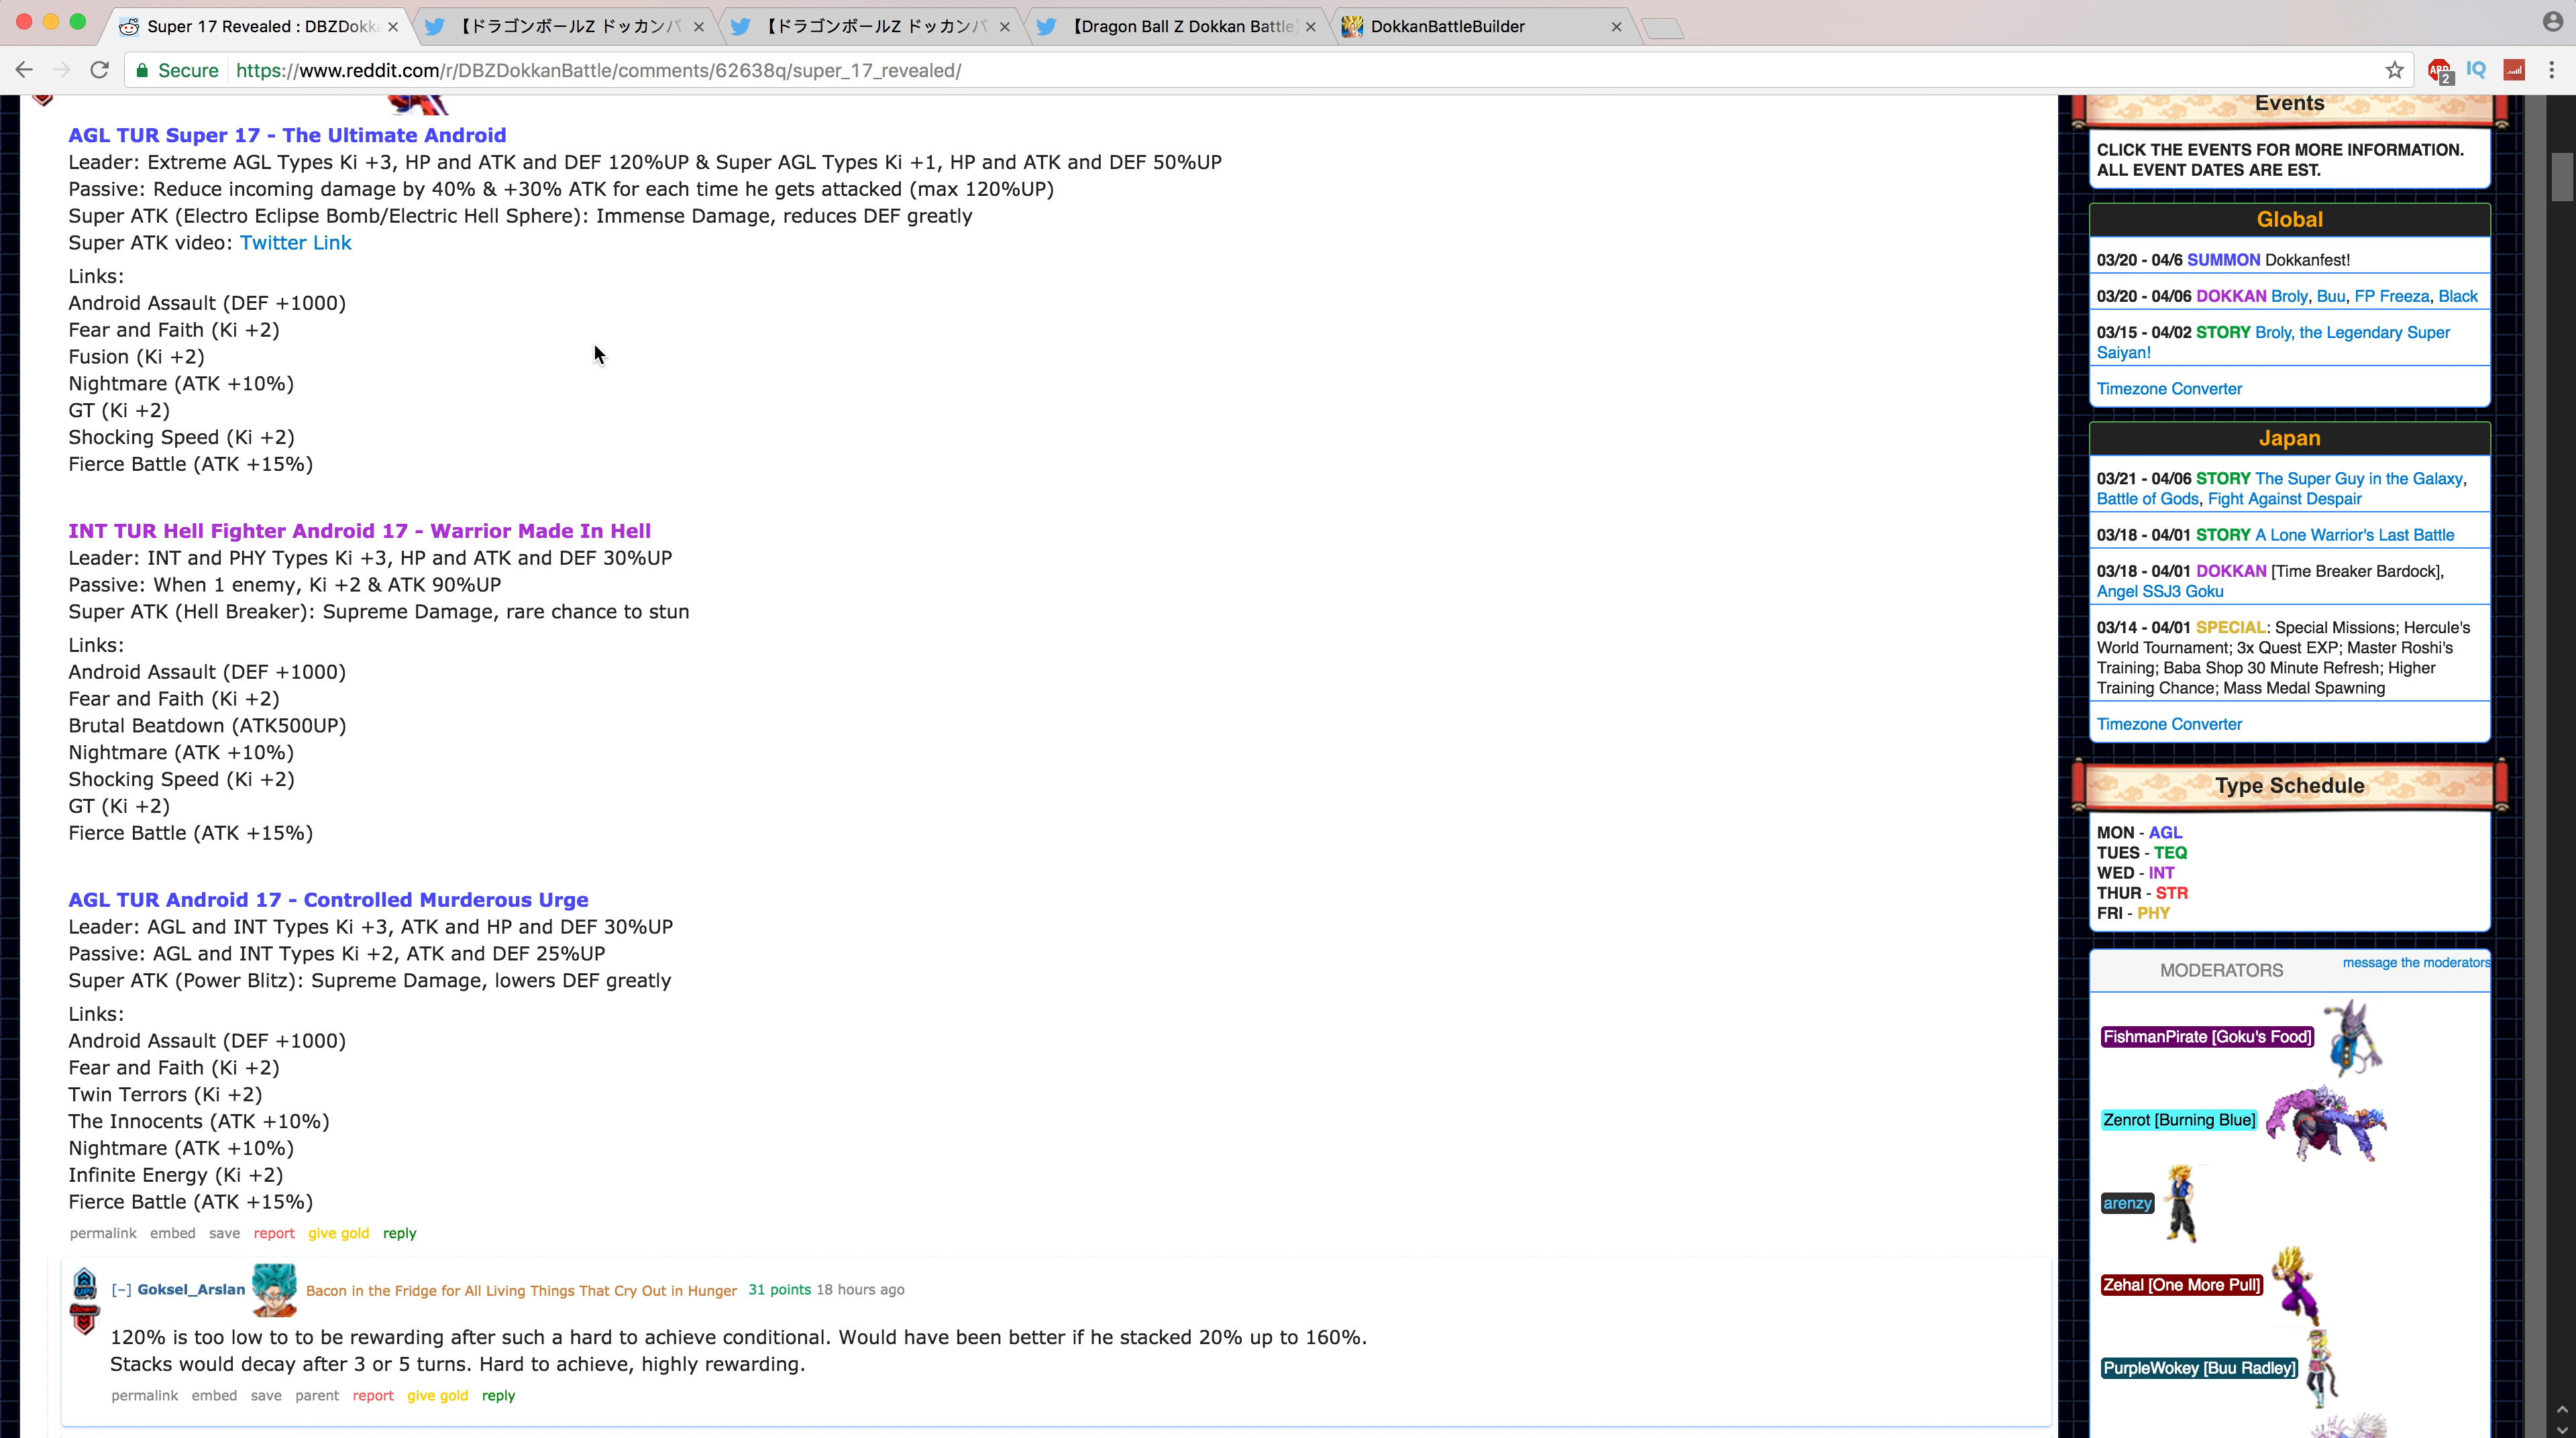 Super 17 Revealed : DBZDokka
【ドラゴンボールZ ドッカンバ
【ドラゴンボールZ ドッカンバ
【Dragon Ball Z Dokkan Battle】
DokkanBattleBuilder
Secure
https://www.reddit.com/r/DBZDokkanBattle/comments/62638q/super_17_revealed/
ABP
2
IQ
AGL TUR Super 17 - The Ultimate Android
Leader: Extreme AGL Types Ki +3, HP and ATK and DEF 120%UP & Super AGL Types Ki +1, HP and ATK and DEF 50%UP
Passive: Reduce incoming damage by 40% & +30% ATK for each time he gets attacked (max 120%UP)
Super ATK (Electro Eclipse Bomb/Electric Hell Sphere): Immense Damage, reduces DEF greatly
Super ATK video: Twitter Link
Links:
Android Assault (DEF +1000)
Fear and Faith (Ki +2)
Fusion (Ki +2)
Nightmare (ATK +10%)
GT (Ki +2)
Shocking Speed (Ki +2)
Fierce Battle (ATK +15%)
INT TUR Hell Fighter Android 17 - Warrior Made In Hell
Leader: INT and PHY Types Ki +3, HP and ATK and DEF 30%UP
Passive: When 1 enemy, Ki +2 & ATK 90%UP
Super ATK (Hell Breaker): Supreme Damage, rare chance to stun
Links:
Android Assault (DEF +1000)
Fear and Faith (Ki +2)
Brutal Beatdown (ATK500UP)
Nightmare (ATK +10%)
Shocking Speed (Ki +2)
GT (Ki +2)
Fierce Battle (ATK +15%)
AGL TUR Android 17 - Controlled Murderous Urge
Leader: AGL and INT Types Ki +3, ATK and HP and DEF 30%UP
Passive: AGL and INT Types Ki +2, ATK and DEF 25%UP
Super ATK (Power Blitz): Supreme Damage, lowers DEF greatly
Links:
Android Assault (DEF +1000)
Fear and Faith (Ki +2)
Twin Terrors (Ki +2)
The Innocents (ATK +10%)
Nightmare (ATK +10%)
Infinite Energy (Ki +2)
Fierce Battle (ATK +15%)
permalink embed save report give gold reply
UP!
Down
[–] Goksel_Arslan Bacon in the Fridge for All Living Things That Cry Out in Hunger 31 points 18 hours ago
120% is too low to to be rewarding after such a hard to achieve conditional. Would have been better if he stacked 20% up to 160%.
Stacks would decay after 3 or 5 turns. Hard to achieve, highly rewarding.
permalink embed save parent report give gold reply
Events
CLICK THE EVENTS FOR MORE INFORMATION.
ALL EVENT DATES ARE EST.
Global
03/20 - 04/6 SUMMON Dokkanfest!
03/20 - 04/06 DOKKAN Broly, Buu, FP Freeza, Black
03/15 - 04/02 STORY Broly, the Legendary Super
Saiyan!
Timezone Converter
Japan
03/21 - 04/06 STORY The Super Guy in the Galaxy,
Battle of Gods, Fight Against Despair
03/18 - 04/01 STORY A Lone Warrior's Last Battle
03/18 - 04/01 DOKKAN [Time Breaker Bardock],
Angel SSJ3 Goku
03/14 - 04/01 SPECIAL: Special Missions; Hercule's
World Tournament; 3x Quest EXP; Master Roshi's
Training; Baba Shop 30 Minute Refresh; Higher
Training Chance; Mass Medal Spawning
Timezone Converter
Type Schedule
MON - AGL
TUES - TEQ
WED - INT
THUR - STR
FRI - PHY
MODERATORS
message the moderators
FishmanPirate [Goku's Food]
Zenrot [Burning Blue]
arenzy
Zehal [One More Pull]
PurpleWokey [Buu Radley]